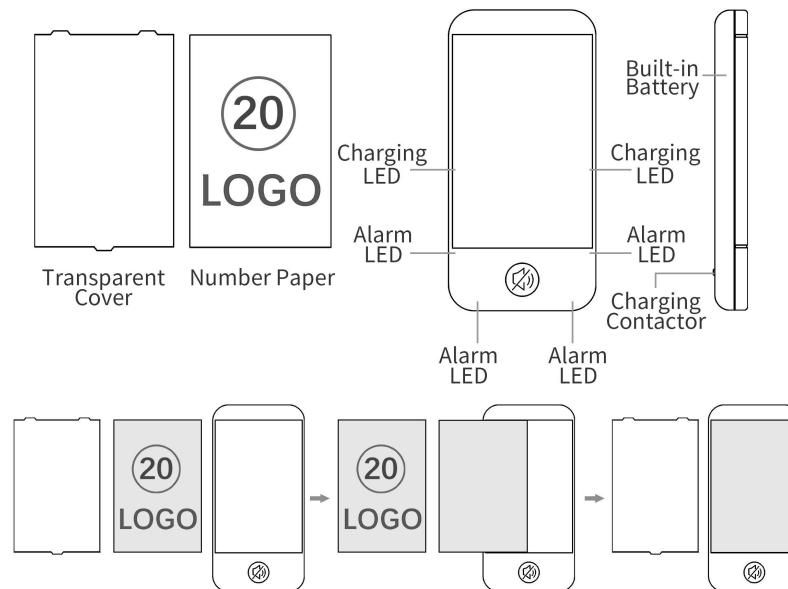 20
LOGO
Transparent
Cover
Number Paper
Charging
LED
Alarm
LED
Charging
LED
Alarm
LED
Alarm
LED
Alarm
LED
Built-in
Battery
Charging
Contactor
20
LOGO
20
LOGO